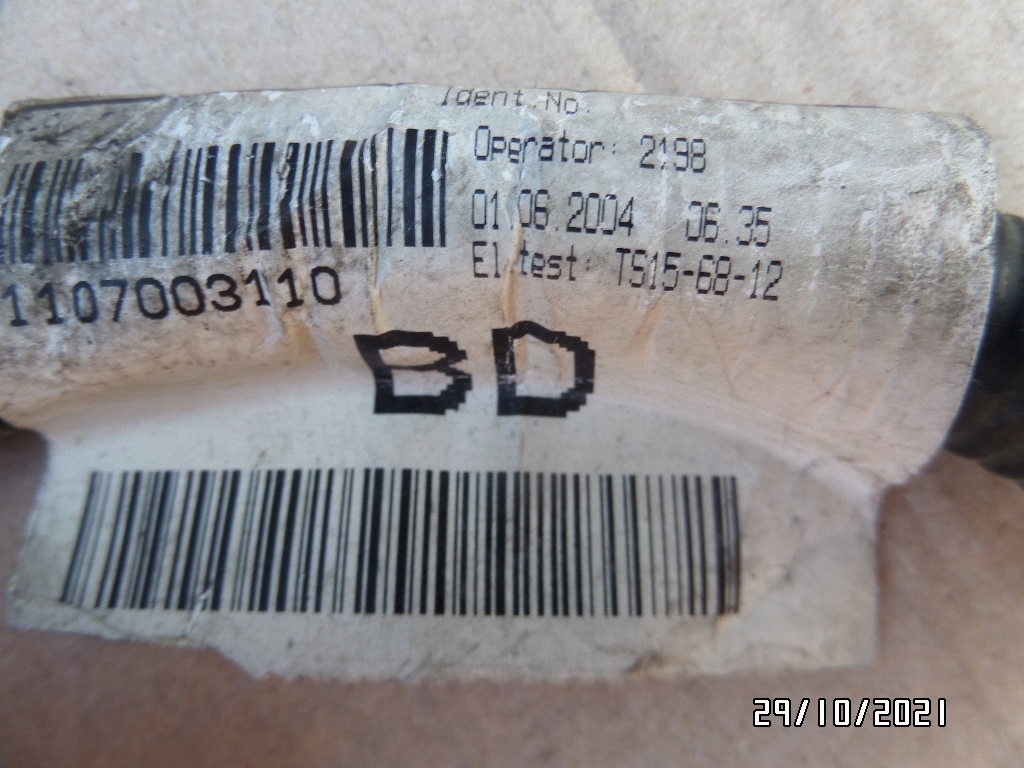 Ident.No.
Operator: 2198
01.06.2004 06.35
El.test: TS15-68-12
1107003110
BD
29/10/2021